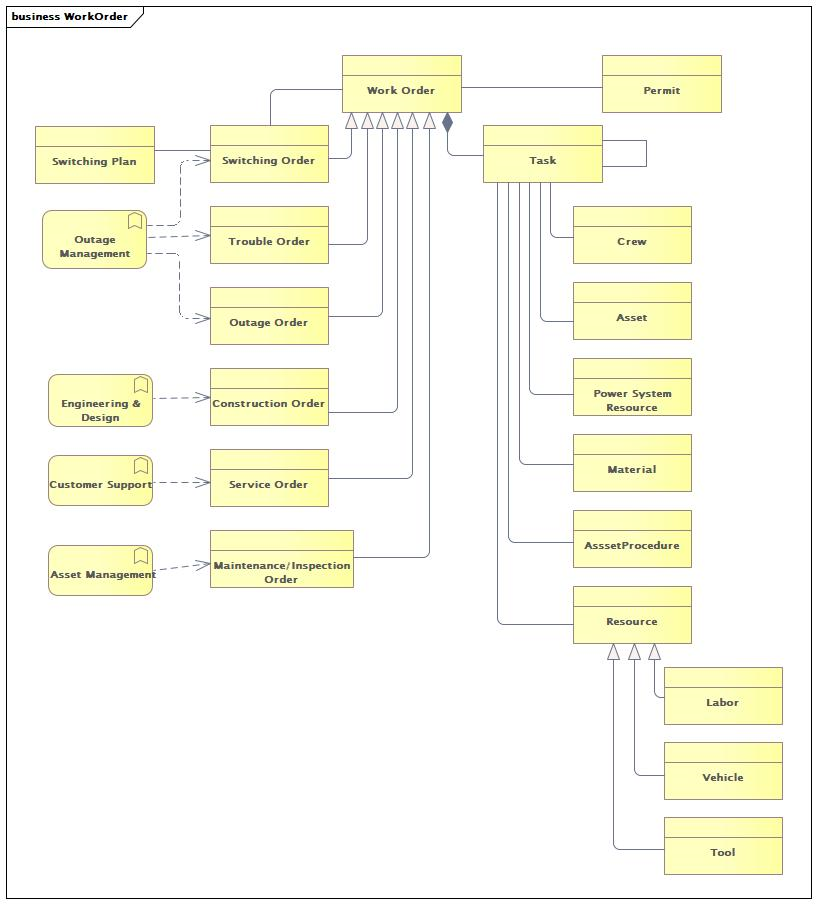 business WorkOrder
Work Order
Permit
Switching Plan
Switching Order
Task
Outage
Management
Trouble Order
Crew
Outage Order
Asset
Engineering &
Design
Construction Order
Power System
Resource
Customer Support
Service Order
Material
Asset Management
Maintenance/Inspection
Order
AsssetProcedure
Resource
Labor
Vehicle
Tool